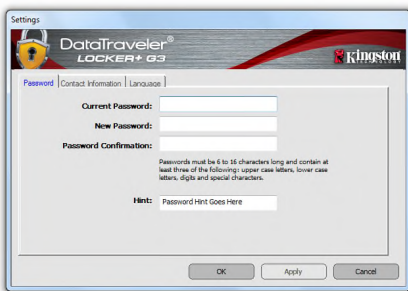 Settings
DataTraveler®
LOCKER+ G3
Kingston
TECHNOLOGY
Password Contact Information Language
Current Password:
New Password:
Password Confirmation:
Passwords must be 6 to 16 characters long and contain at
least three of the following: upper case letters, lower case
letters, digits and special characters.
Hint: Password Hint Goes Here
OK Apply Cancel